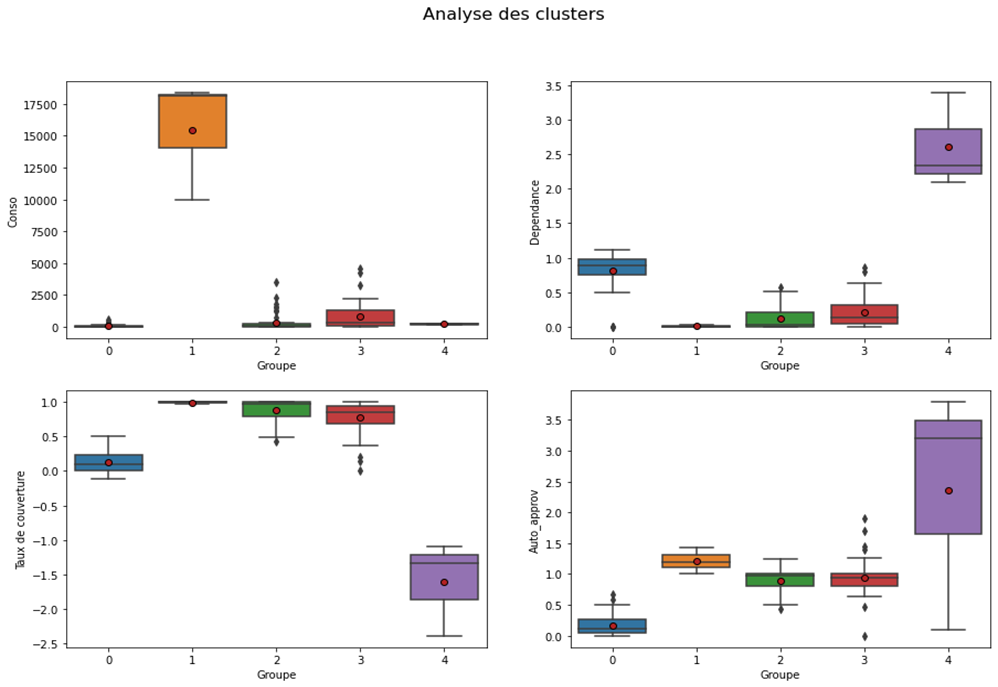 Analyse des clusters
17500
15000
12500
10000
7500
5000
2500
0
Conso
0 1 2 3 4
Groupe
3.5
3.0
2.5
2.0
1.5
1.0
0.5
0.0
Dependance
0 1 2 3 4
Groupe
1.0
0.5
0.0
−0.5
−1.0
−1.5
−2.0
−2.5
Taux de couverture
0 1 2 3 4
Groupe
3.5
3.0
2.5
2.0
1.5
1.0
0.5
0.0
Auto_approv
0 1 2 3 4
Groupe